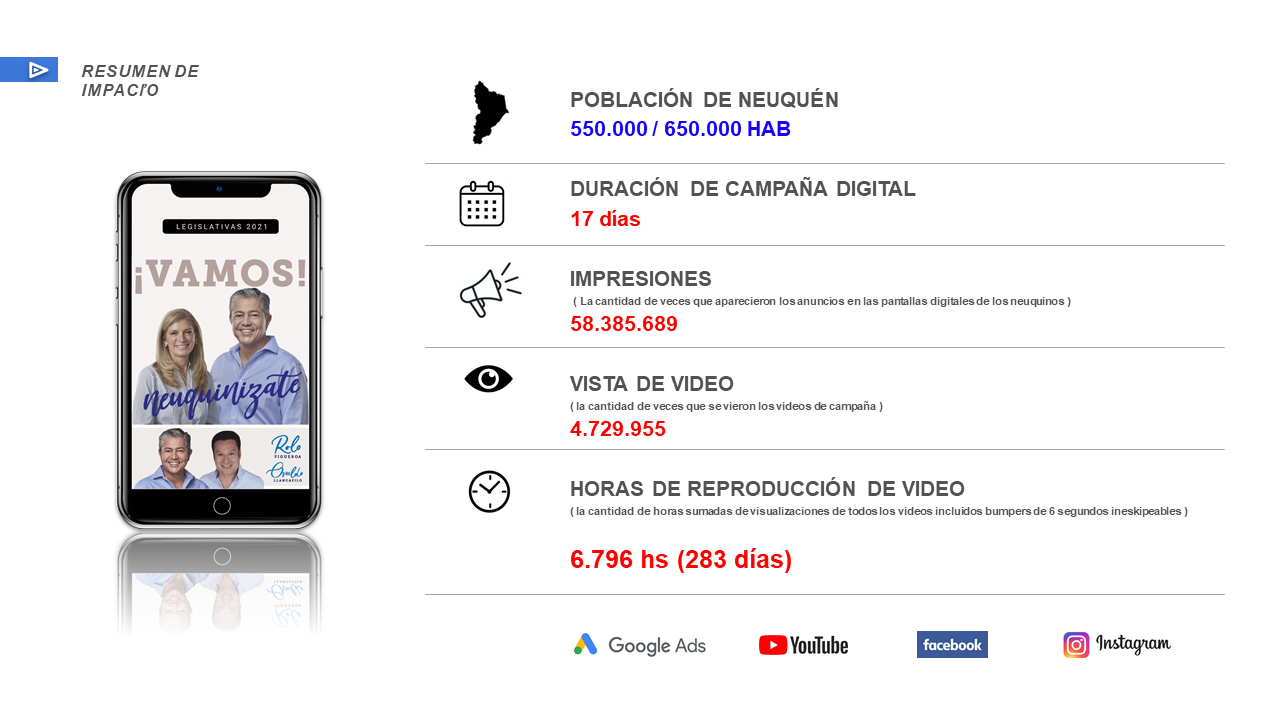 RESUMEN DE
IMPACTO
POBLACIÓN DE NEUQUÉN
550.000 / 650.000 HAB
DURACIÓN DE CAMPAÑA DIGITAL
17 días
IMPRESIONES
( La cantidad de veces que aparecieron los anuncios en las pantallas digitales de los neuquinos )
58.385.689
VISTA DE VIDEO
( la cantidad de veces que se vieron los videos de campaña )
4.729.955
HORAS DE REPRODUCCIÓN DE VIDEO
( la cantidad de horas sumadas de visualizaciones de todos los videos incluidos bumpers de 6 segundos ineskipeables )
6.796 hs (283 días)
LEGISLATIVAS 2021
¡VAMOS!
neuquinizate
Rolo
FIGUEROA
Osvaldo
LLANCAFILO
Google Ads
YouTube
facebook
Instagram